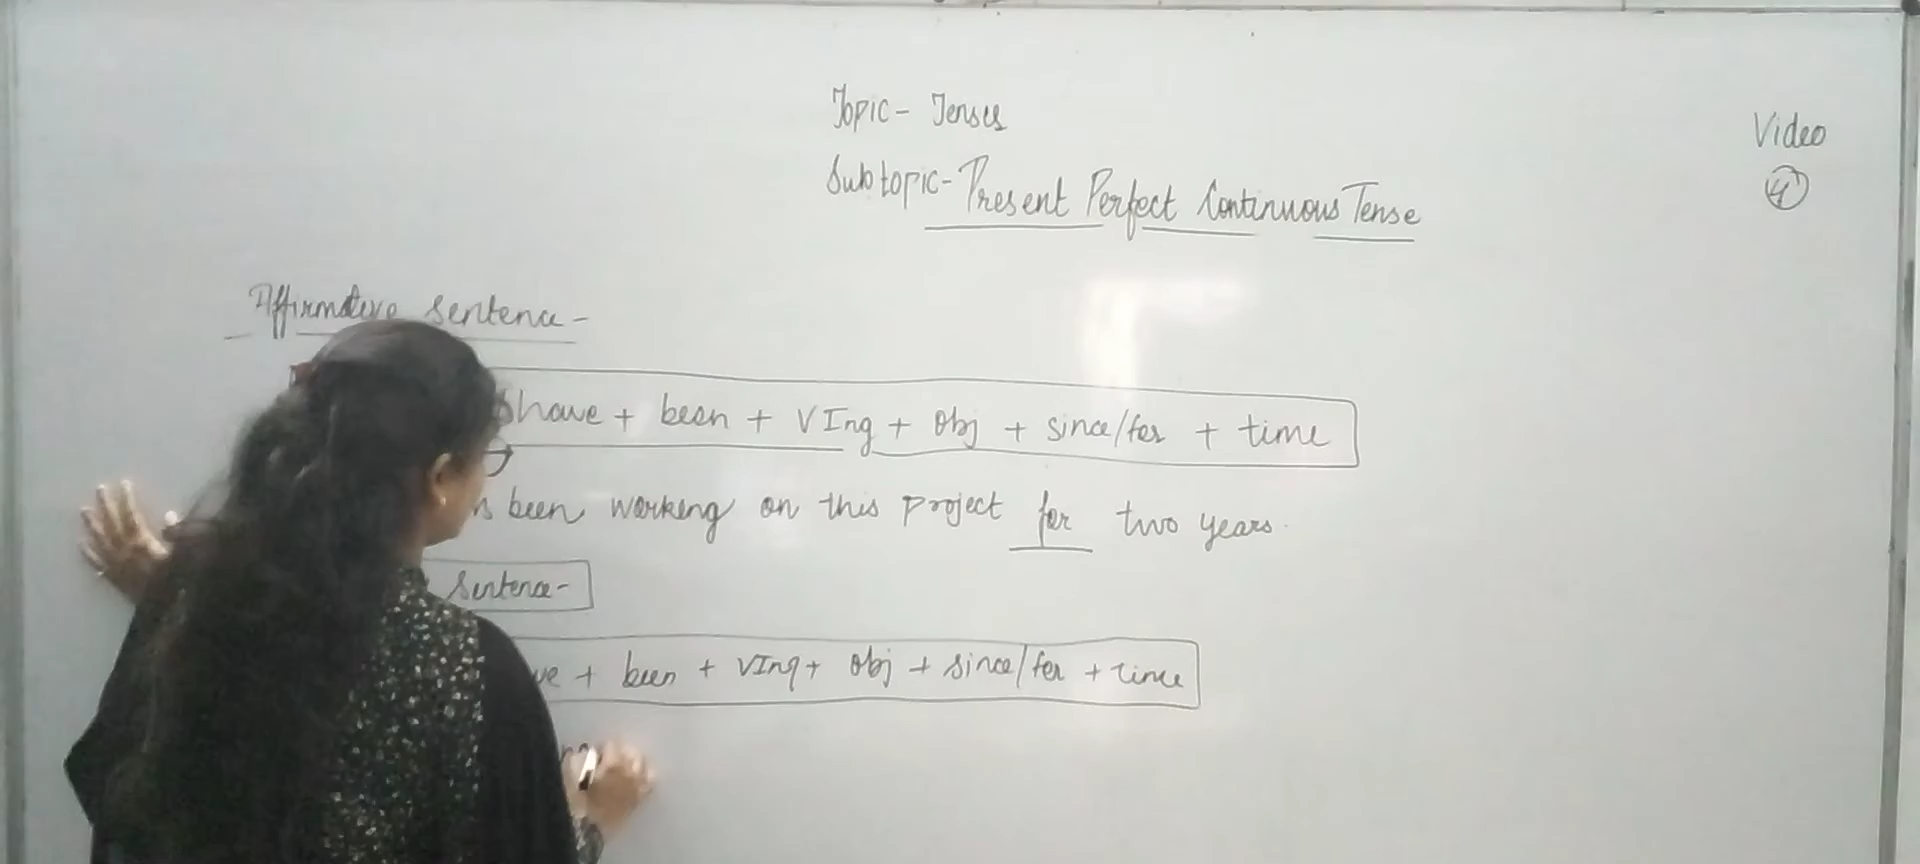 Topic - Tenses
Video
Subtopic - Present Perfect Continuous Tense
4
Affirmative Sentence -
have + been + VIng + Obj + since/for + time
been working on this project for two years.
Sentence -
+ been + VIng + Obj + since/for + time